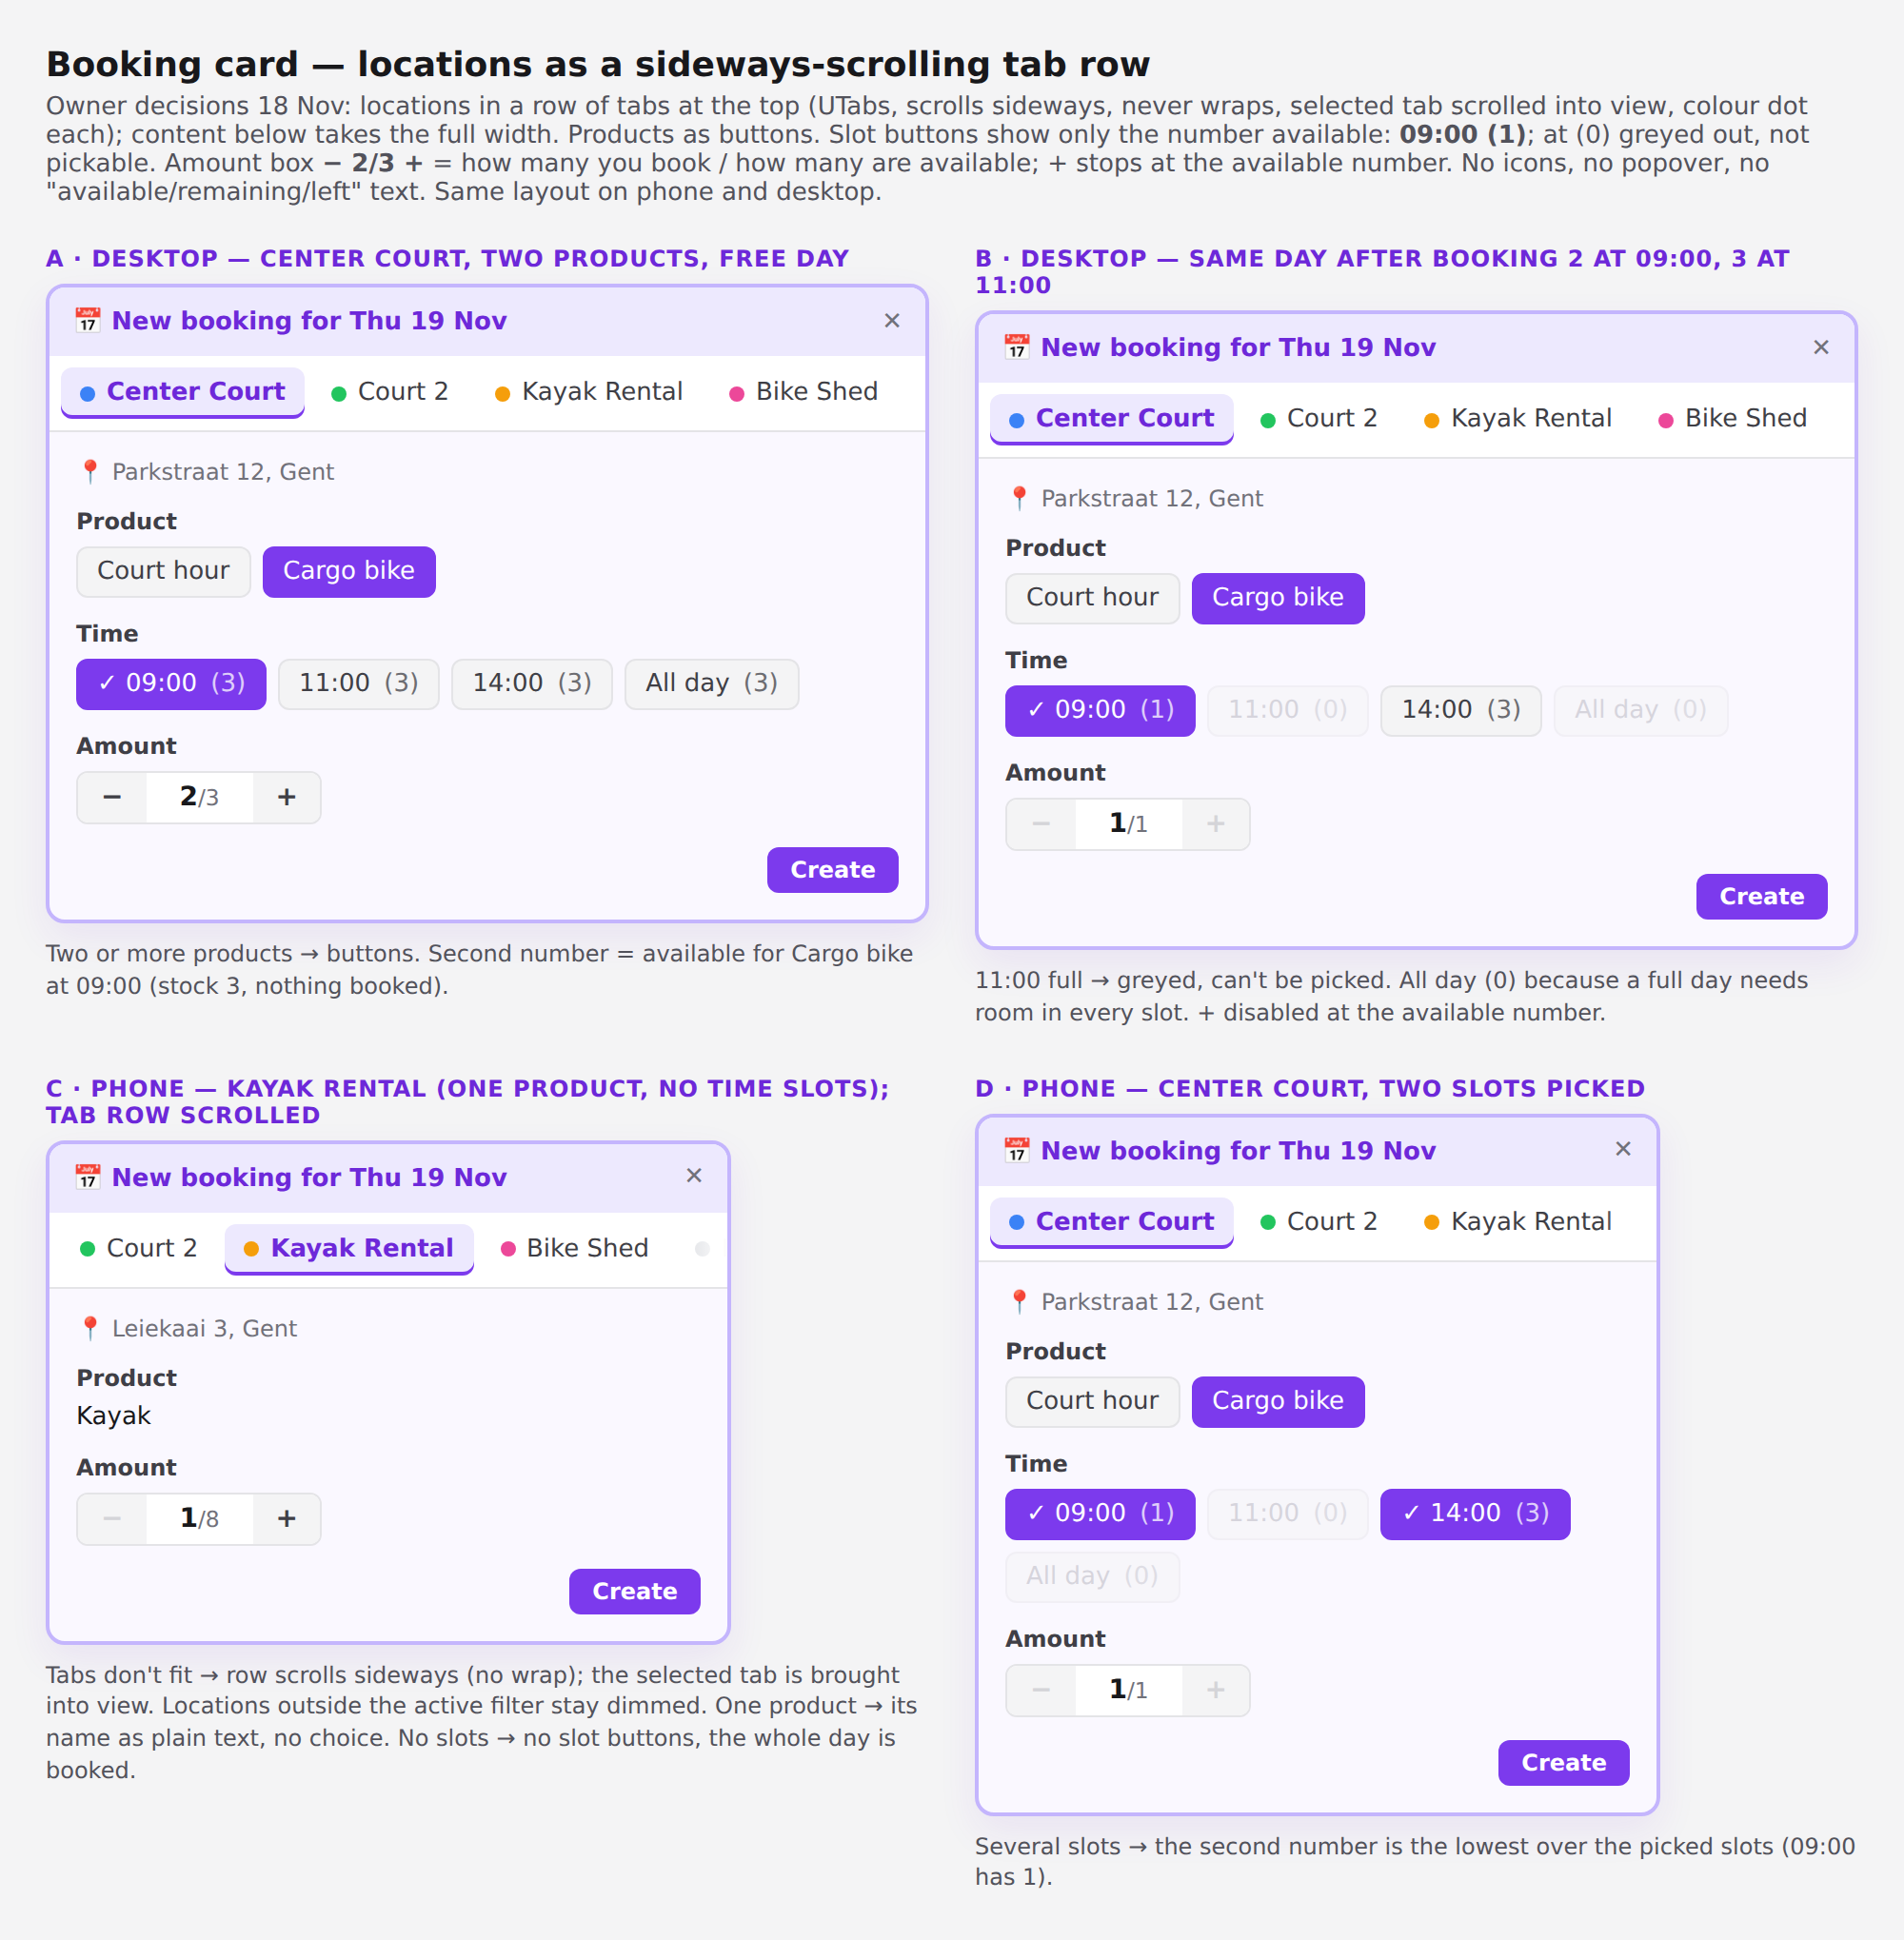 Booking card — locations as a sideways-scrolling tab row
Owner decisions 18 Nov: locations in a row of tabs at the top (UTabs, scrolls sideways, never wraps, selected tab scrolled into view, colour dot
each); content below takes the full width. Products as buttons. Slot buttons show only the number available: 09:00 (1); at (0) greyed out, not
pickable. Amount box − 2/3 + = how many you book / how many are available; + stops at the available number. No icons, no popover, no
"available/remaining/left" text. Same layout on phone and desktop.
A · DESKTOP — CENTER COURT, TWO PRODUCTS, FREE DAY
📅 New booking for Thu 19 Nov ✕
Center Court Court 2 Kayak Rental Bike Shed
📍 Parkstraat 12, Gent
Product
Court hour Cargo bike
Time
✓ 09:00 (3) 11:00 (3) 14:00 (3) All day (3)
Amount
− 2/3 +
Create
Two or more products → buttons. Second number = available for Cargo bike
at 09:00 (stock 3, nothing booked).
B · DESKTOP — SAME DAY AFTER BOOKING 2 AT 09:00, 3 AT
11:00
📅 New booking for Thu 19 Nov ✕
Center Court Court 2 Kayak Rental Bike Shed
📍 Parkstraat 12, Gent
Product
Court hour Cargo bike
Time
✓ 09:00 (1) 11:00 (0) 14:00 (3) All day (0)
Amount
− 1/1 +
Create
11:00 full → greyed, can't be picked. All day (0) because a full day needs
room in every slot. + disabled at the available number.
C · PHONE — KAYAK RENTAL (ONE PRODUCT, NO TIME SLOTS);
TAB ROW SCROLLED
📅 New booking for Thu 19 Nov ✕
Court 2 Kayak Rental Bike Shed
📍 Leiekaai 3, Gent
Product
Kayak
Amount
− 1/8 +
Create
Tabs don't fit → row scrolls sideways (no wrap); the selected tab is brought
into view. Locations outside the active filter stay dimmed. One product → its
name as plain text, no choice. No slots → no slot buttons, the whole day is
booked.
D · PHONE — CENTER COURT, TWO SLOTS PICKED
📅 New booking for Thu 19 Nov ✕
Center Court Court 2 Kayak Rental
📍 Parkstraat 12, Gent
Product
Court hour Cargo bike
Time
✓ 09:00 (1) 11:00 (0) ✓ 14:00 (3)
All day (0)
Amount
− 1/1 +
Create
Several slots → the second number is the lowest over the picked slots (09:00
has 1).